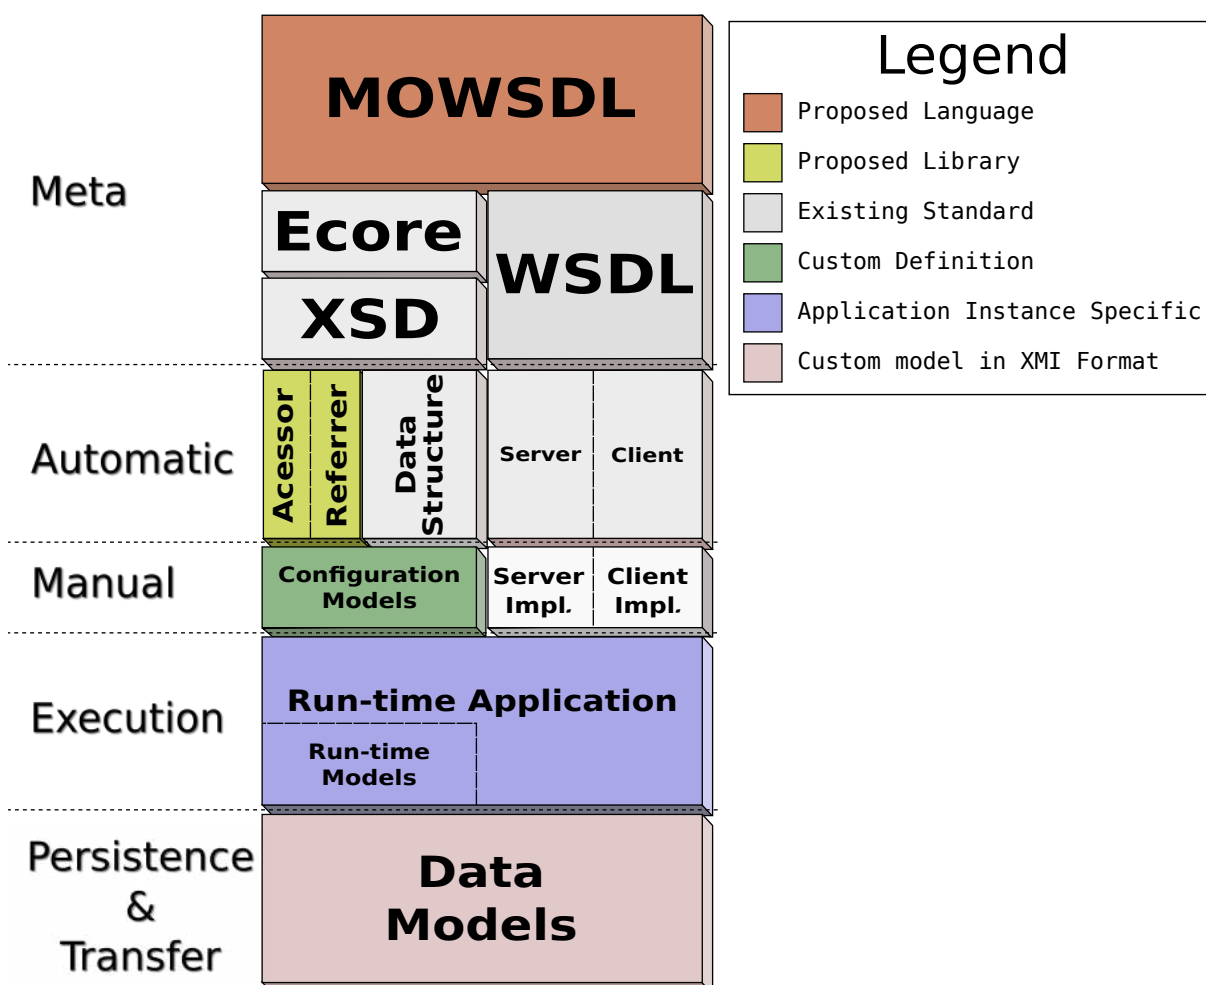 MOWSDL
Meta
Ecore
XSD
WSDL
Automatic
Acessor
Referrer
Data
Structure
Server
Client
Manual
Configuration
Models
Server
Impl.
Client
Impl.
Execution
Run-time Application
Run-time
Models
Persistence
&
Transfer
Data
Models
Legend
Proposed Language
Proposed Library
Existing Standard
Custom Definition
Application Instance Specific
Custom model in XMI Format